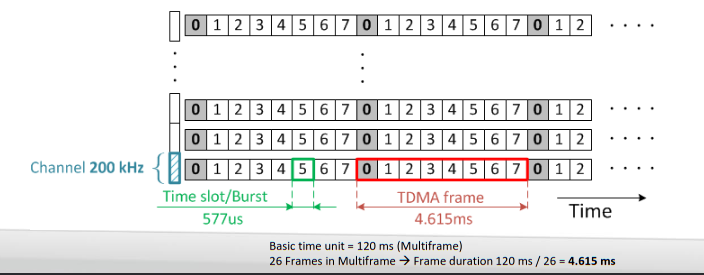 0 1 2 3 4 5 6 7 0 1 2 3 4 5 6 7 0 1 2 . . . .
0 1 2 3 4 5 6 7 0 1 2 3 4 5 6 7 0 1 2 . . . .
0 1 2 3 4 5 6 7 0 1 2 3 4 5 6 7 0 1 2 . . . .
Channel 200 kHz 0 1 2 3 4 5 6 7 0 1 2 3 4 5 6 7 0 1 2 . . . .
Time slot/Burst TDMA frame
577us 4.615ms Time
Basic time unit = 120 ms (Multiframe)
26 Frames in Multiframe → Frame duration 120 ms / 26 = 4.615 ms